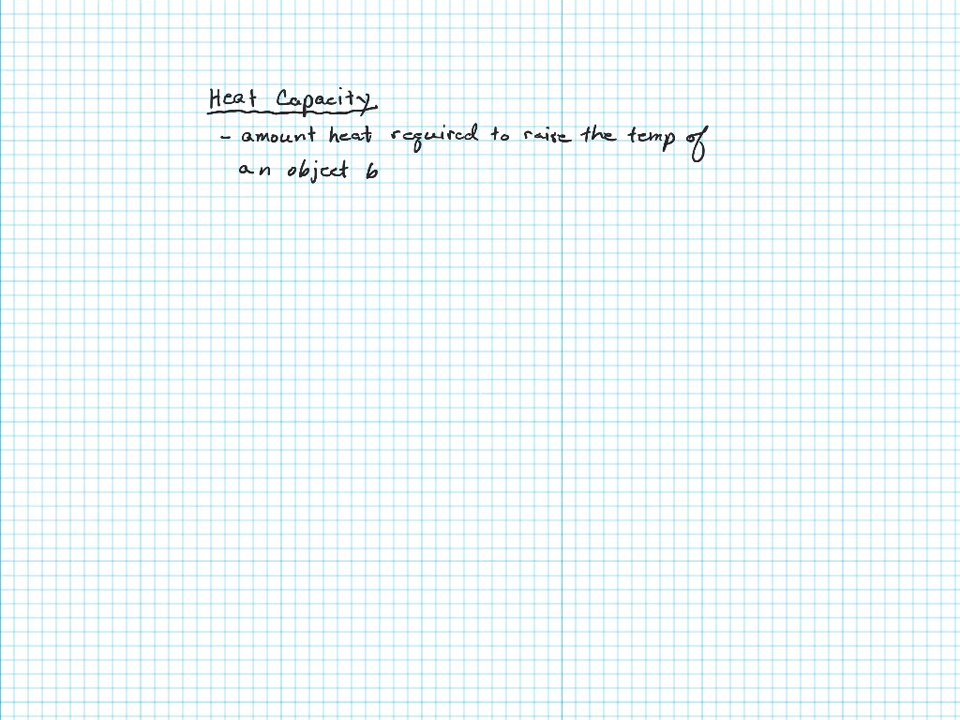 Heat Capacity
- amount heat required to raise the temp of
an object b